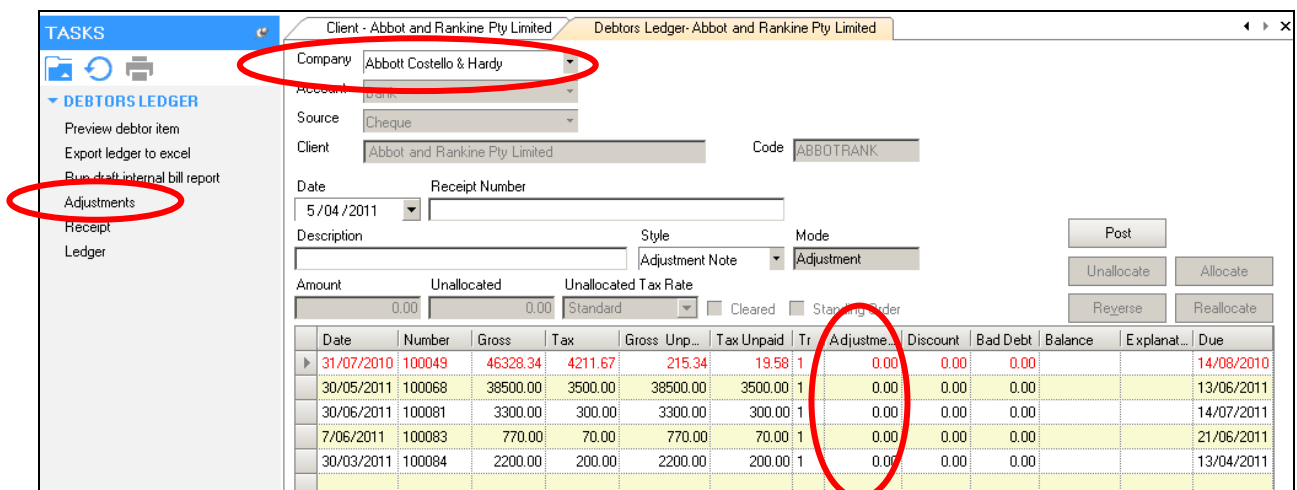 Client - Abbot and Rankine Pty Limited
Debtors Ledger- Abbot and Rankine Pty Limited
TASKS
DEBTORS LEDGER
Preview debtor item
Export ledger to excel
Run draft internal bill report
Adjustments
Receipt
Ledger
Company Abbott Costello & Hardy
Account Bank
Source Cheque
Client Abbot and Rankine Pty Limited Code ABBOTRANK
Date Receipt Number
5/04/2011
Description Style Mode
Adjustment Note Adjustment
Post
Unallocate Allocate
Amount Unallocated Unallocated Tax Rate
0.00 0.00 Standard Cleared Standing Order
Reverse Reallocate
Date Number Gross Tax Gross Unp... Tax Unpaid Tr Adjustme... Discount Bad Debt Balance Explanat... Due
31/07/2010 100049 46328.34 4211.67 215.34 19.58 1 0.00 0.00 0.00 14/08/2010
30/05/2011 100068 38500.00 3500.00 38500.00 3500.00 1 0.00 0.00 0.00 13/06/2011
30/06/2011 100081 3300.00 300.00 3300.00 300.00 1 0.00 0.00 0.00 14/07/2011
7/06/2011 100083 770.00 70.00 770.00 70.00 1 0.00 0.00 0.00 21/06/2011
30/03/2011 100084 2200.00 200.00 2200.00 200.00 1 0.00 0.00 0.00 13/04/2011